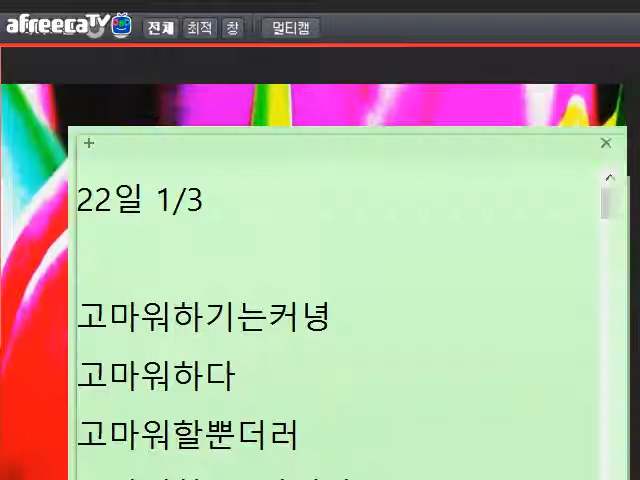 afreecaTV
전체 최적 창 멀티캠
22일 1/3
고마워하기는커녕
고마워하다
고마워할뿐더러